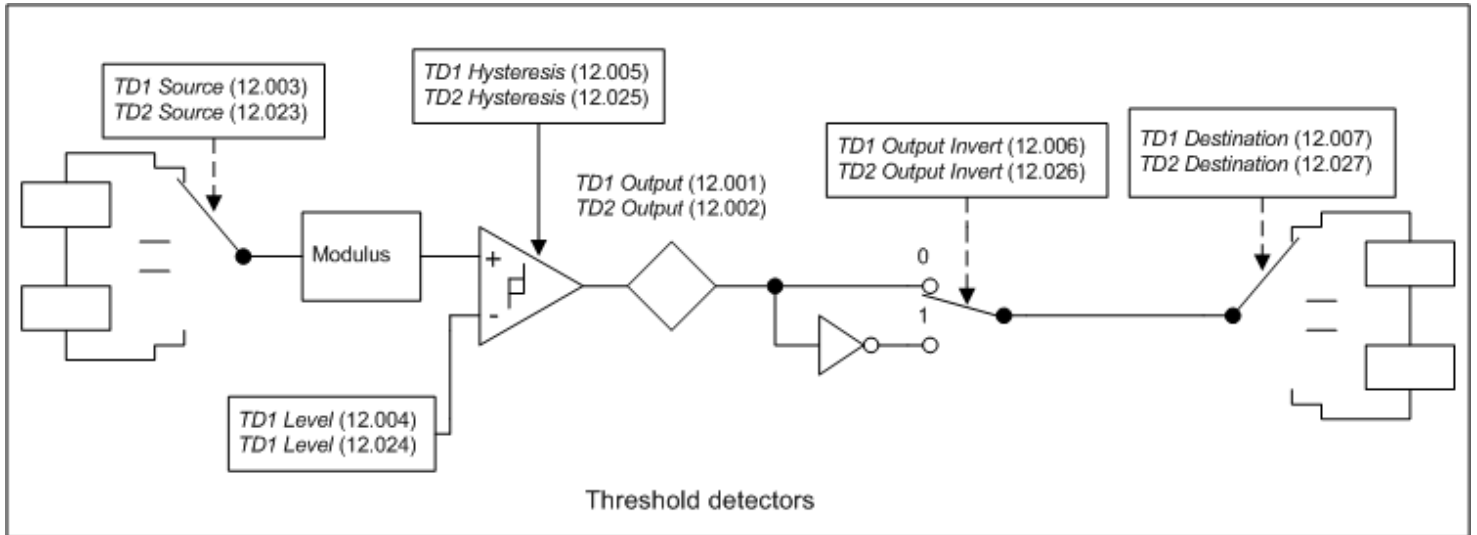 TD1 Source (12.003)
TD2 Source (12.023)
TD1 Hysteresis (12.005)
TD2 Hysteresis (12.025)
TD1 Output (12.001)
TD2 Output (12.002)
TD1 Output Invert (12.006)
TD2 Output Invert (12.026)
TD1 Destination (12.007)
TD2 Destination (12.027)
Modulus
+
-
0
1
TD1 Level (12.004)
TD1 Level (12.024)
Threshold detectors